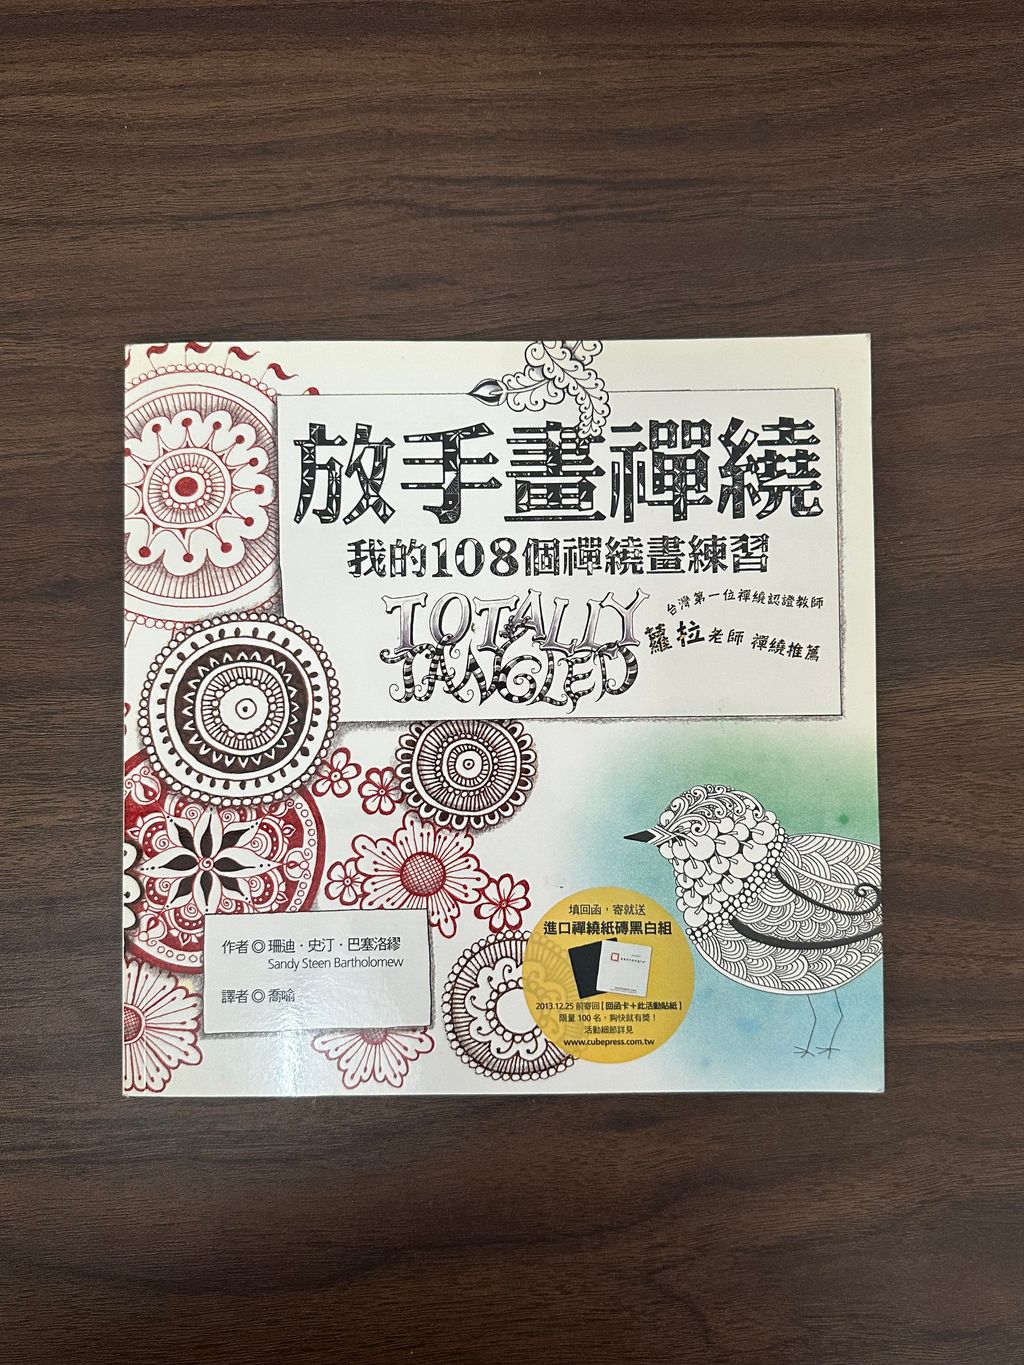 放手畫禪繞
我的108個禪繞畫練習
TOTALLY
TANGLED
台灣第一位禪繞認證教師
蘿拉老師 禪繞推薦
作者◎珊迪·史汀·巴塞洛繆
Sandy Steen Bartholomew
譯者◎喬喻
填回函,寄就送
進口禪繞紙磚黑白組
zentangle
2013.12.25 前寄回【回函卡+此活動貼紙】
限量 100 名,夠快就有獎!
活動細節詳見
www.cubepress.com.tw